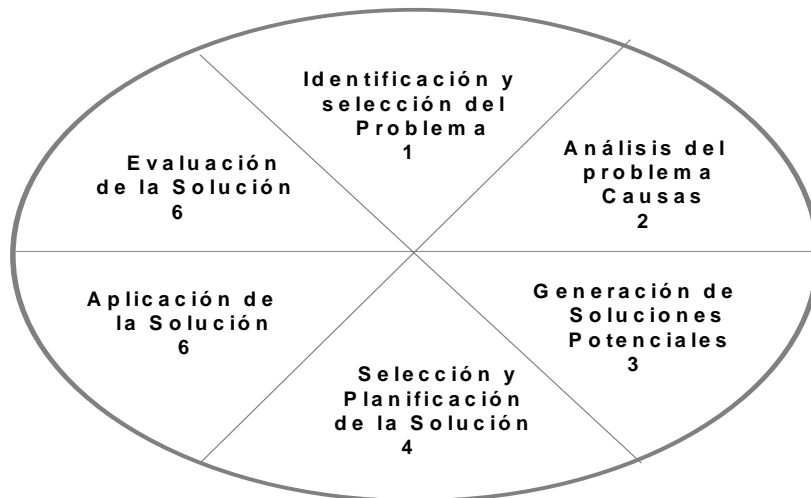 Identificación y
selección del
Problema
1
Análisis del
problema
Causas
2
Generación de
Soluciones
Potenciales
3
Selección y
Planificación
de la Solución
4
Aplicación de
la Solución
6
Evaluación
de la Solución
6